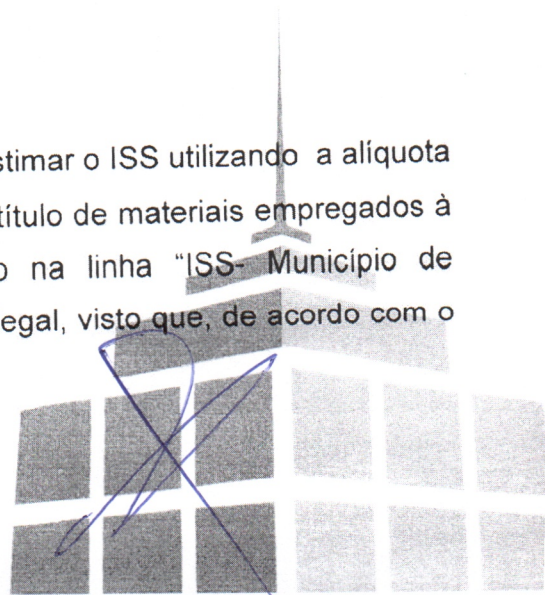 stimar o ISS utilizando a alíquota
título de materiais empregados à
o na linha “ISS- Município de
egal, visto que, de acordo com o